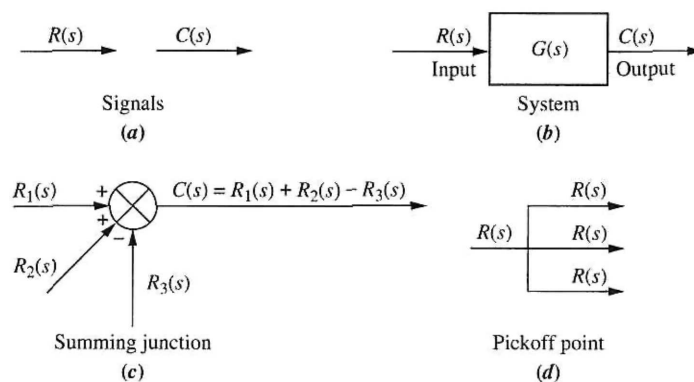 R(s)
C(s)
Signals
(a)
R(s)
Input
G(s)
C(s)
Output
System
(b)
R₁(s)
+
+
−
C(s) = R₁(s) + R₂(s) − R₃(s)
R₂(s)
R₃(s)
Summing junction
(c)
R(s)
R(s)
R(s)
R(s)
Pickoff point
(d)